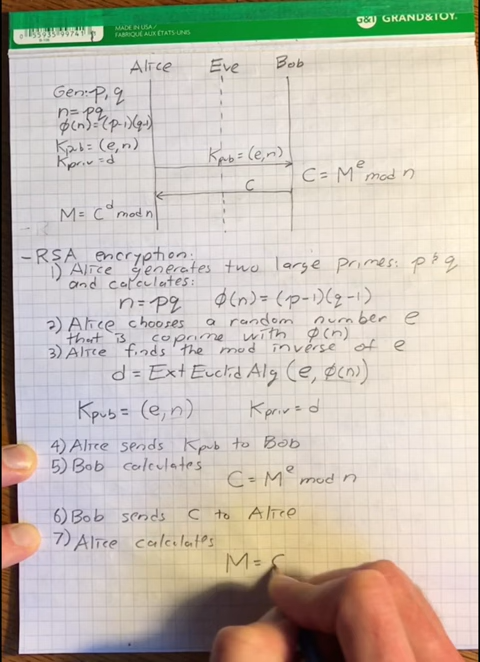 GRAND&TOY.
MADE IN USA /
FABRIQUÉ AUX ÉTATS-UNIS
Alice Eve Bob
Gen: p, q
n = pq
φ(n) = (p-1)(q-1)
Kpub = (e, n)
Kpriv = d
Kpub = (e, n)
C
C = M^e mod n
M = C^d mod n
- RSA encryption:
1) Alice generates two large primes: p & q
and calculates:
n = pq φ(n) = (p-1)(q-1)
2) Alice chooses a random number e
that is coprime with φ(n)
3) Alice finds the mod inverse of e
d = Ext Euclid Alg (e, φ(n))
Kpub = (e, n) Kpriv = d
4) Alice sends Kpub to Bob
5) Bob calculates
C = M^e mod n
6) Bob sends C to Alice
7) Alice calculates
M = C